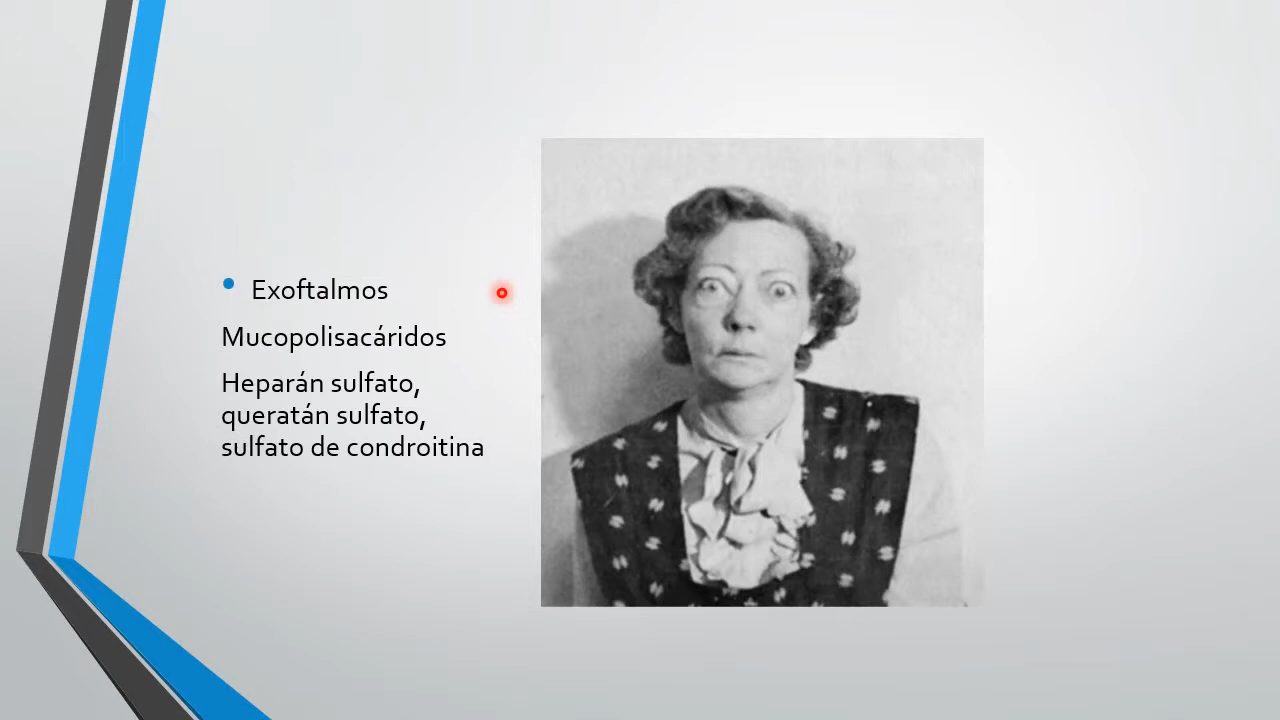 Exoftalmos
Mucopolisacáridos
Heparán sulfato,
queratán sulfato,
sulfato de condroitina